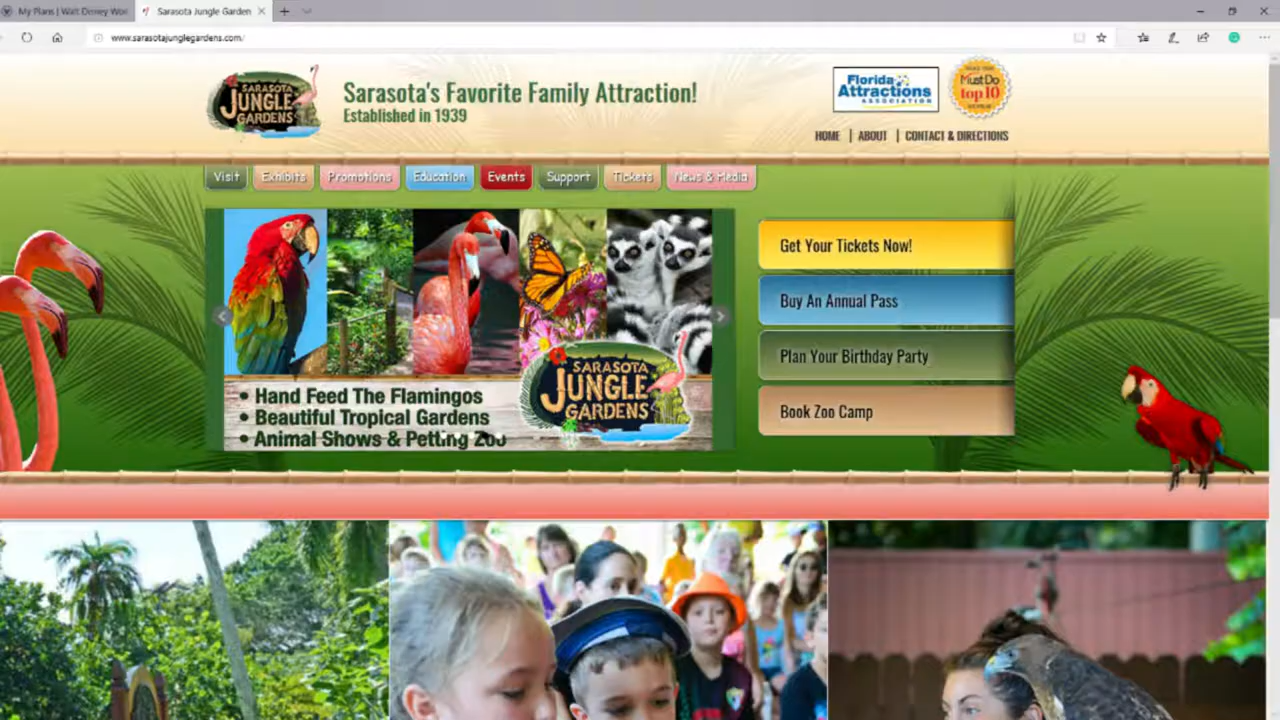 My Plans | Walt Disney Wor
Sarasota Jungle Garden
www.sarasotajunglegardens.com/
SARASOTA
JUNGLE
GARDENS
Sarasota's Favorite Family Attraction!
Established in 1939
Florida
Attractions
ASSOCIATION
Must Do
top 10
HOME | ABOUT | CONTACT & DIRECTIONS
Visit Exhibits Promotions Education Events Support Tickets News & Media
• Hand Feed The Flamingos
• Beautiful Tropical Gardens
• Animal Shows & Petting Zoo
SARASOTA
JUNGLE
GARDENS
Get Your Tickets Now!
Buy An Annual Pass
Plan Your Birthday Party
Book Zoo Camp